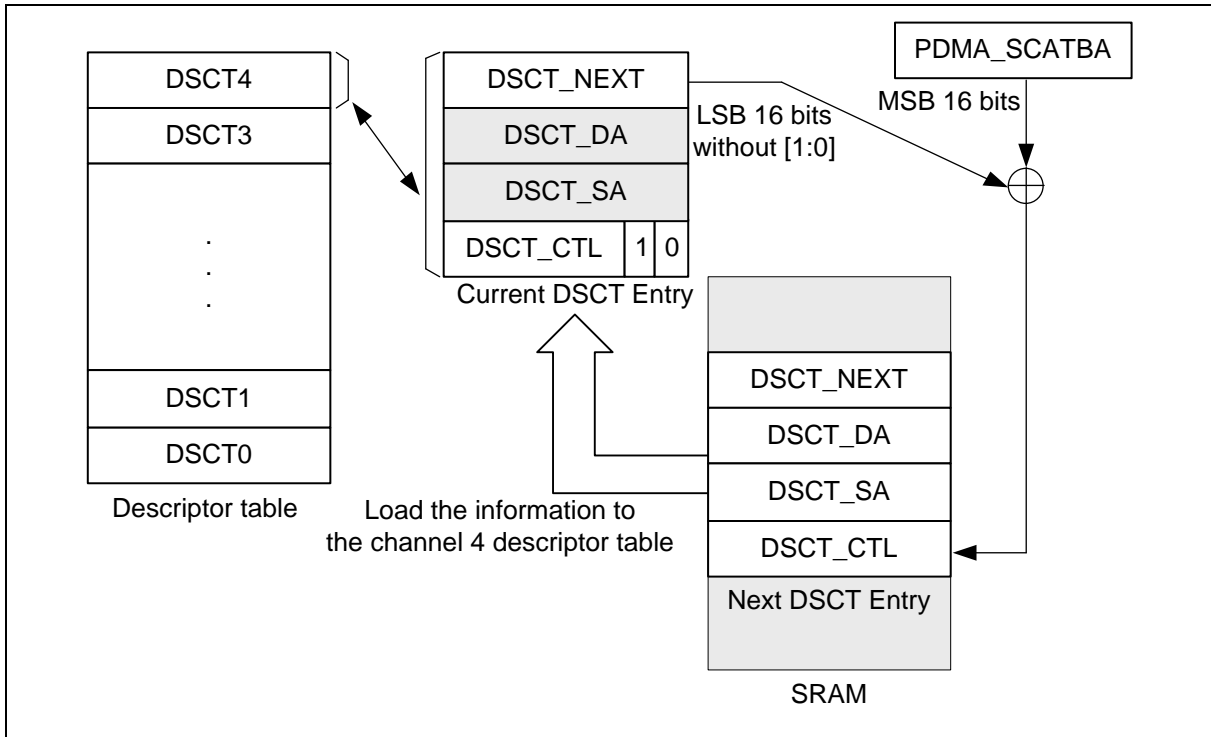 DSCT4
DSCT3
.
.
.
DSCT1
DSCT0
Descriptor table
DSCT_NEXT
DSCT_DA
DSCT_SA
DSCT_CTL 1 0
Current DSCT Entry
LSB 16 bits
without [1:0]
PDMA_SCATBA
MSB 16 bits
Load the information to
the channel 4 descriptor table
DSCT_NEXT
DSCT_DA
DSCT_SA
DSCT_CTL
Next DSCT Entry
SRAM